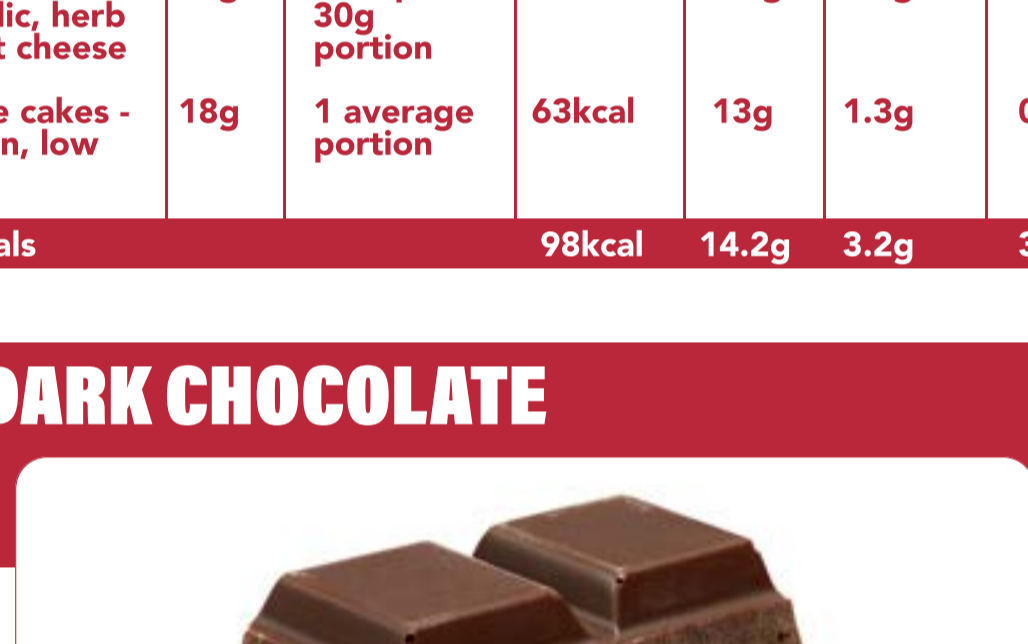 lic, herb
t cheese
30g
portion
e cakes -
n, low
18g
1 average
portion
63kcal
13g
1.3g
als
98kcal
14.2g
3.2g
DARK CHOCOLATE